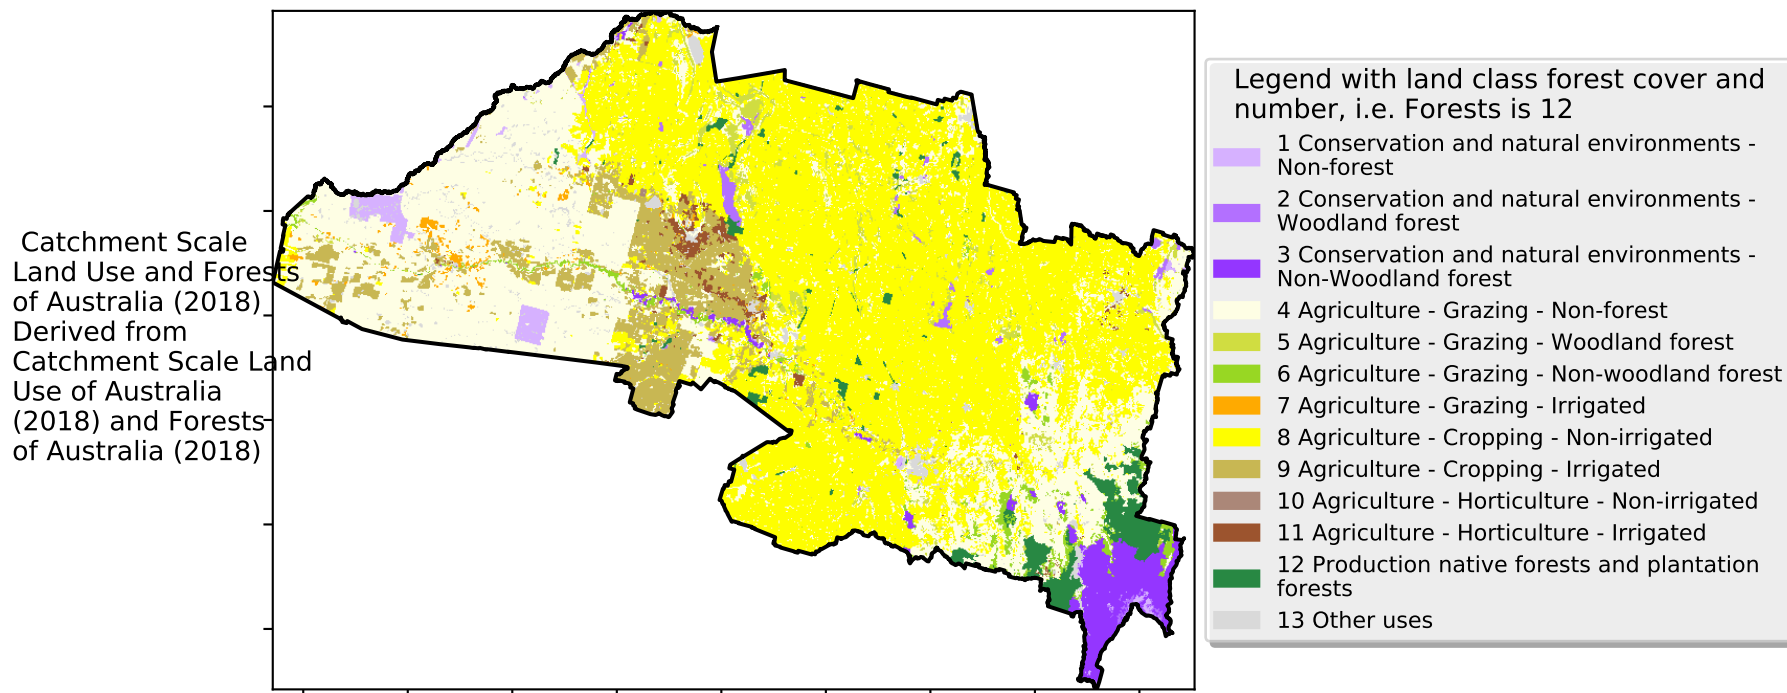 Catchment Scale
Land Use and Forests
of Australia (2018)
Derived from
Catchment Scale Land
Use of Australia
(2018) and Forests
of Australia (2018)
Legend with land class forest cover and
number, i.e. Forests is 12
1 Conservation and natural environments -
Non-forest
2 Conservation and natural environments -
Woodland forest
3 Conservation and natural environments -
Non-Woodland forest
4 Agriculture - Grazing - Non-forest
5 Agriculture - Grazing - Woodland forest
6 Agriculture - Grazing - Non-woodland forest
7 Agriculture - Grazing - Irrigated
8 Agriculture - Cropping - Non-irrigated
9 Agriculture - Cropping - Irrigated
10 Agriculture - Horticulture - Non-irrigated
11 Agriculture - Horticulture - Irrigated
12 Production native forests and plantation
forests
13 Other uses